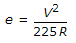 e = V²/225 R